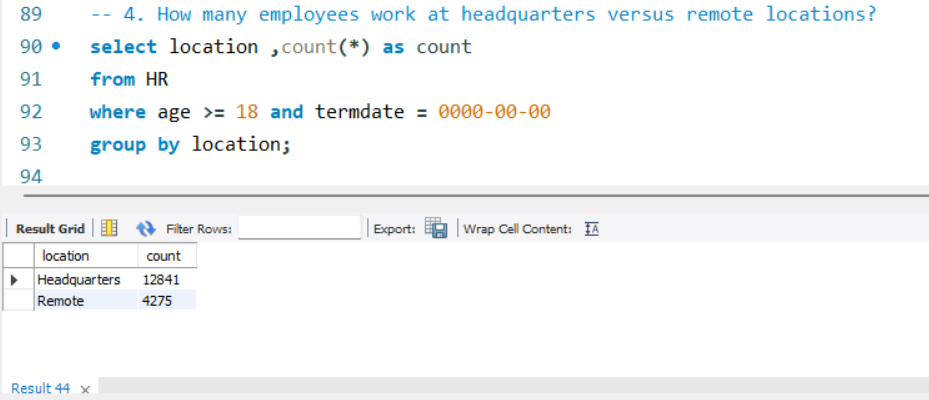 89 -- 4. How many employees work at headquarters versus remote locations?
90 select location ,count(*) as count
91 from HR
92 where age >= 18 and termdate = 0000-00-00
93 group by location;
94
Result Grid Filter Rows: Export: Wrap Cell Content: IA
location count
Headquarters 12841
Remote 4275
Result 44 ×